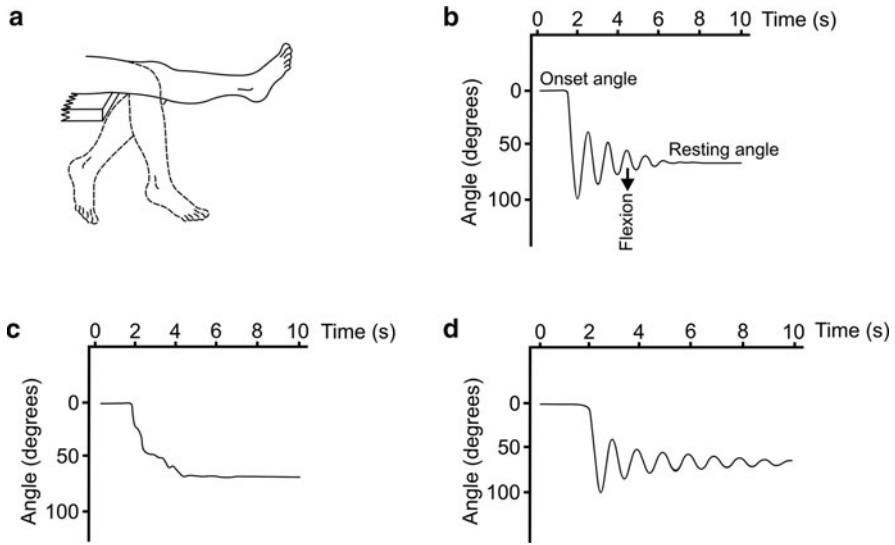 a
b
0 2 4 6 8 10 Time (s)
0
50
100
Angle (degrees)
Onset angle
Resting angle
Flexion
c
0 2 4 6 8 10 Time (s)
0
50
100
Angle (degrees)
d
0 2 4 6 8 10 Time (s)
0
50
100
Angle (degrees)